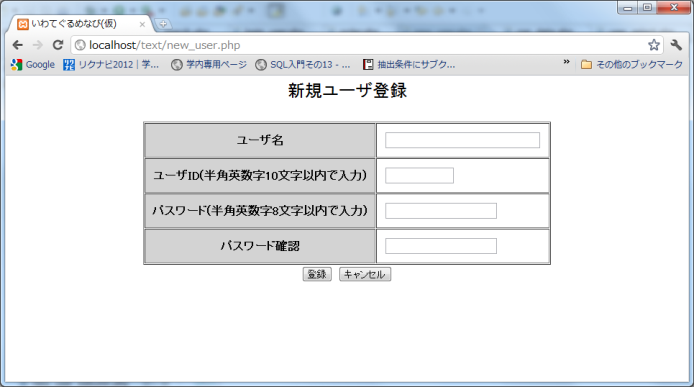 いわてぐるめなび(仮)
localhost/text/new_user.php
Google リクナビ2012 | 学... 学内専用ページ SQL入門その13 - ... 抽出条件にサブク... » その他のブックマーク
新規ユーザ登録
ユーザ名
ユーザID(半角英数字10文字以内で入力)
パスワード(半角英数字8文字以内で入力)
パスワード確認
登録 キャンセル